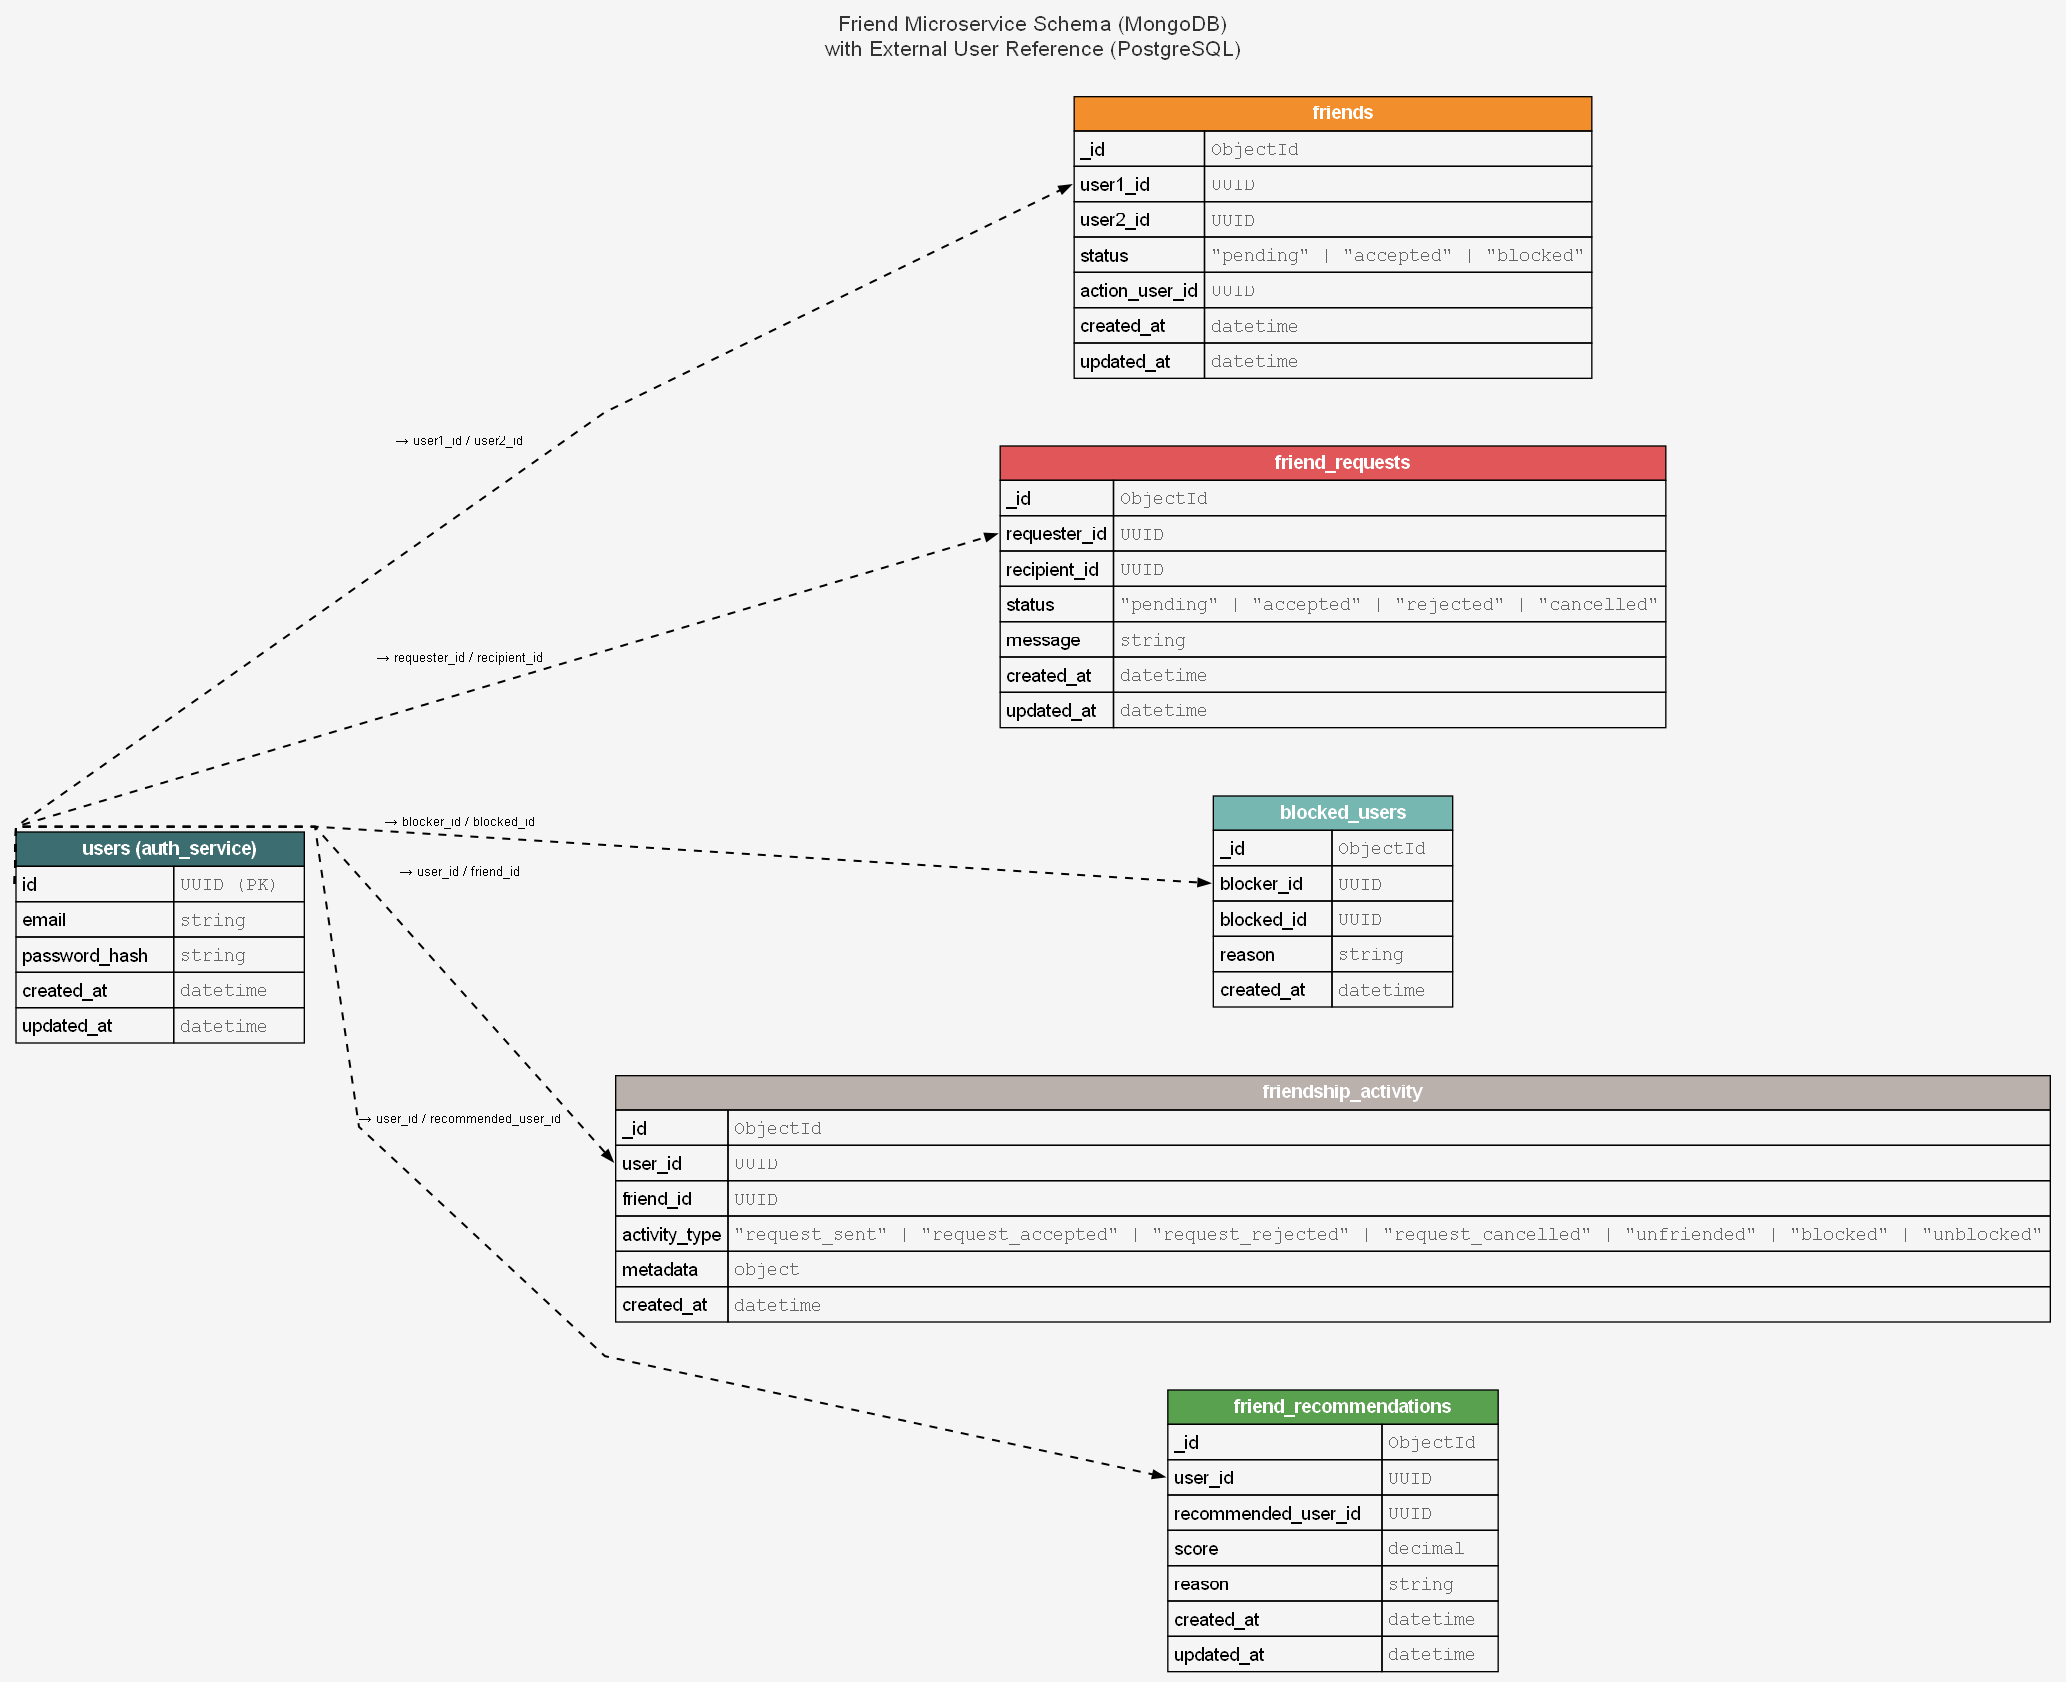 Friend Microservice Schema (MongoDB)
with External User Reference (PostgreSQL)
friends
_id ObjectId
user1_id UUID
user2_id UUID
status "pending" | "accepted" | "blocked"
action_user_id UUID
created_at datetime
updated_at datetime
→ user1_id / user2_id
friend_requests
_id ObjectId
requester_id UUID
recipient_id UUID
status "pending" | "accepted" | "rejected" | "cancelled"
message string
created_at datetime
updated_at datetime
→ requester_id / recipient_id
→ blocker_id / blocked_id
→ user_id / friend_id
users (auth_service)
id UUID (PK)
email string
password_hash string
created_at datetime
updated_at datetime
blocked_users
_id ObjectId
blocker_id UUID
blocked_id UUID
reason string
created_at datetime
→ user_id / recommended_user_id
friendship_activity
_id ObjectId
user_id UUID
friend_id UUID
activity_type "request_sent" | "request_accepted" | "request_rejected" | "request_cancelled" | "unfriended" | "blocked" | "unblocked"
metadata object
created_at datetime
friend_recommendations
_id ObjectId
user_id UUID
recommended_user_id UUID
score decimal
reason string
created_at datetime
updated_at datetime